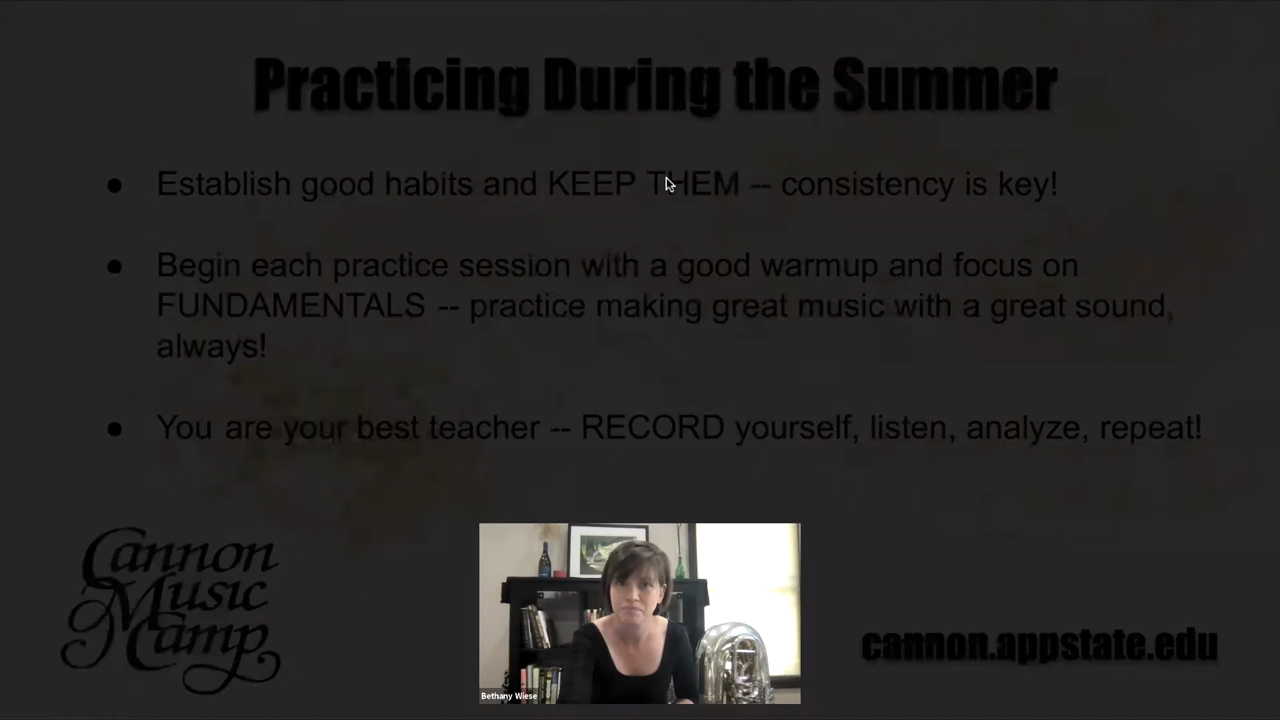 Practicing During the Summer
● Establish good habits and KEEP THEM -- consistency is key!
● Begin each practice session with a good warmup and focus on
FUNDAMENTALS -- practice making great music with a great sound,
always!
● You are your best teacher -- RECORD yourself, listen, analyze, repeat!
Cannon
Music
Camp
cannon.appstate.edu
Bethany Wiese